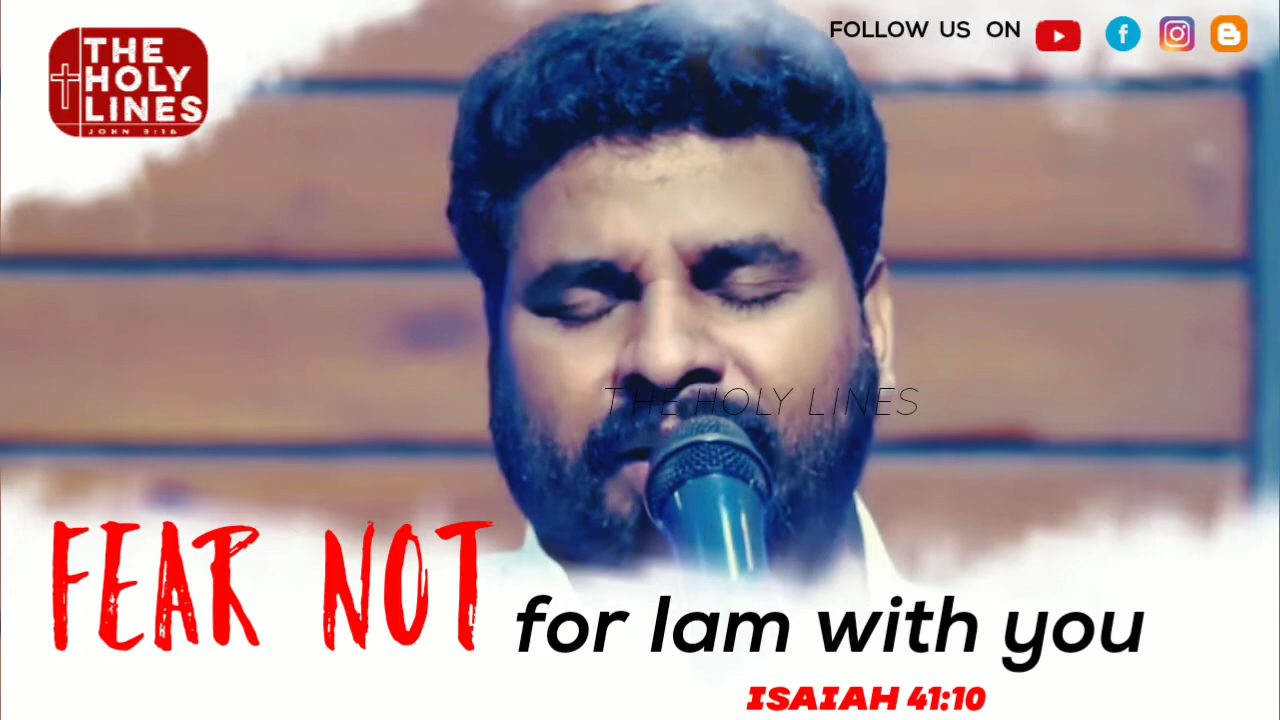 THE
HOLY
LINES
JOHN 3:16
FOLLOW US ON
THE HOLY LINES
FEAR NOT
for Iam with you
ISAIAH 41:10